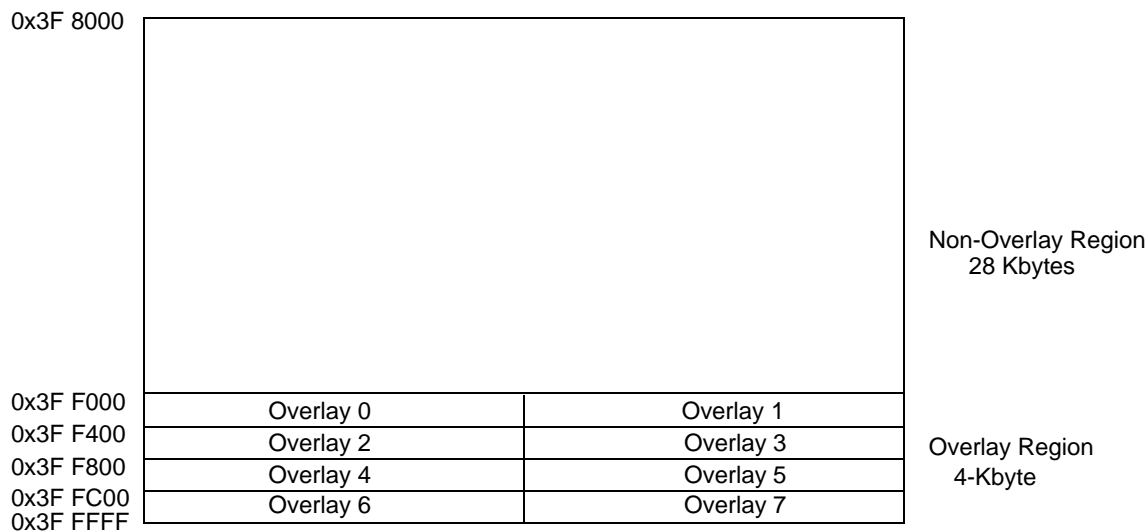 0x3F 8000
Non-Overlay Region
28 Kbytes
0x3F F000
Overlay 0
Overlay 1
0x3F F400
Overlay 2
Overlay 3
Overlay Region
4-Kbyte
0x3F F800
Overlay 4
Overlay 5
0x3F FC00
Overlay 6
Overlay 7
0x3F FFFF